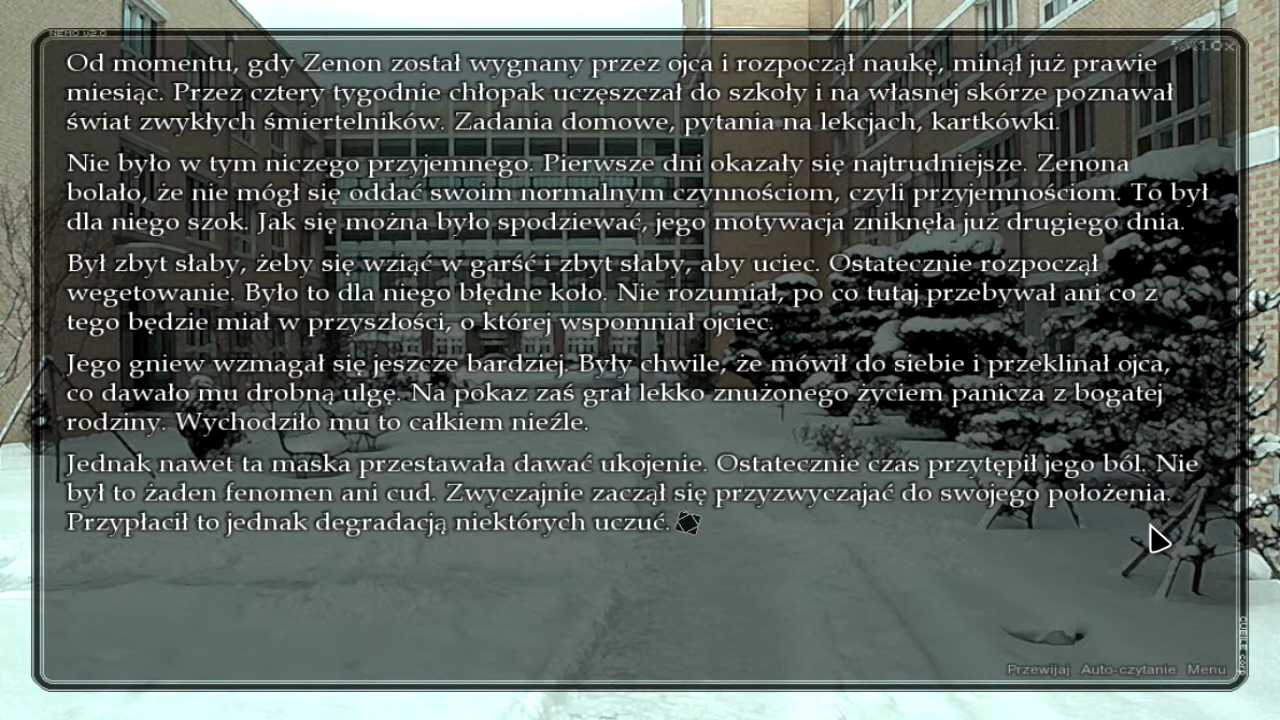 NEMO v2.0
Od momentu, gdy Zenon został wygnany przez ojca i rozpoczął naukę, minął już prawie
miesiąc. Przez cztery tygodnie chłopak uczęszczał do szkoły i na własnej skórze poznawał
świat zwykłych śmiertelników. Zadania domowe, pytania na lekcjach, kartkówki.
Nie było w tym niczego przyjemnego. Pierwsze dni okazały się najtrudniejsze. Zenona
bolało, że nie mógł się oddać swoim normalnym czynnościom, czyli przyjemnościom. To był
dla niego szok. Jak się można było spodziewać, jego motywacja zniknęła już drugiego dnia.
Był zbyt słaby, żeby się wziąć w garść i zbyt słaby, aby uciec. Ostatecznie rozpoczął
wegetowanie. Było to dla niego błędne koło. Nie rozumiał, po co tutaj przebywał ani co z
tego będzie miał w przyszłości, o której wspomniał ojciec.
Jego gniew wzmagał się jeszcze bardziej. Były chwile, że mówił do siebie i przeklinał ojca,
co dawało mu drobną ulgę. Na pokaz zaś grał lekko znużonego życiem panicza z bogatej
rodziny. Wychodziło mu to całkiem nieźle.
Jednak nawet ta maska przestawała dawać ukojenie. Ostatecznie czas przytępił jego ból. Nie
był to żaden fenomen ani cud. Zwyczajnie zaczął się przyzwyczajać do swojego położenia.
Przypłacił to jednak degradacją niektórych uczuć.
Przewijaj Auto-czytanie Menu